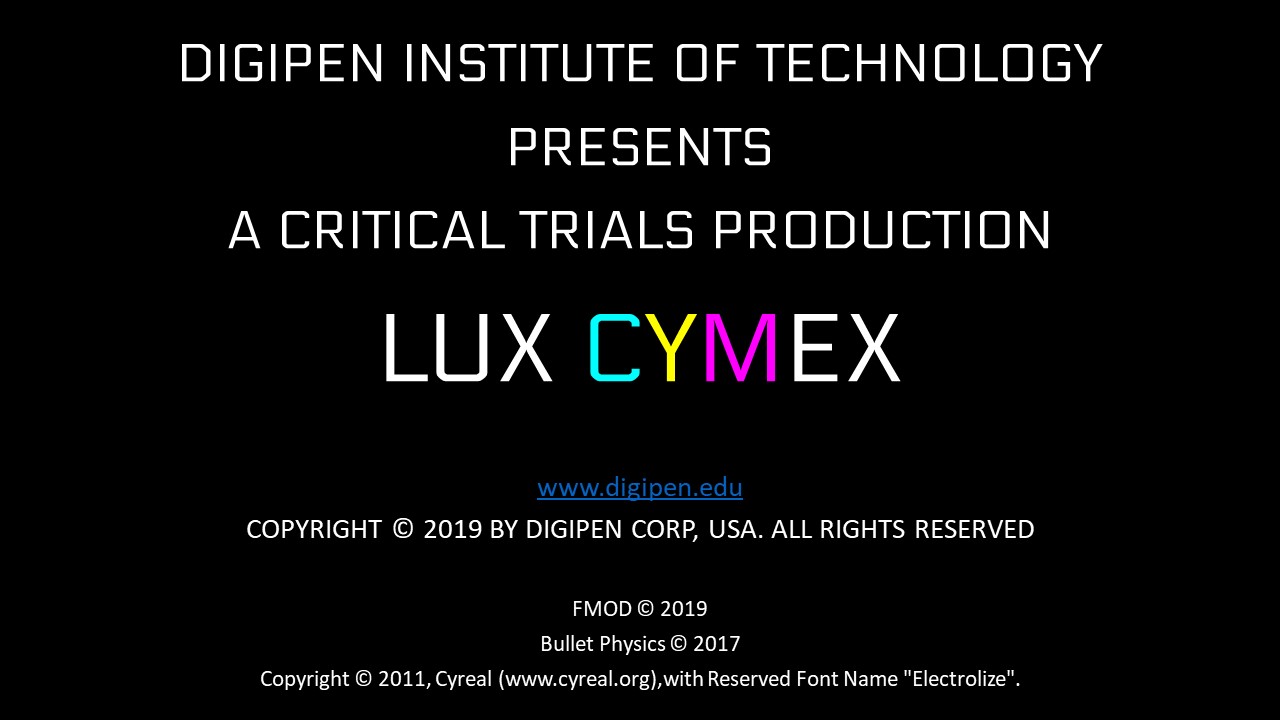 DIGIPEN INSTITUTE OF TECHNOLOGY
PRESENTS
A CRITICAL TRIALS PRODUCTION
LUX CYMEX
www.digipen.edu
COPYRIGHT © 2019 BY DIGIPEN CORP, USA. ALL RIGHTS RESERVED
FMOD © 2019
Bullet Physics © 2017
Copyright © 2011, Cyreal (www.cyreal.org),with Reserved Font Name "Electrolize".